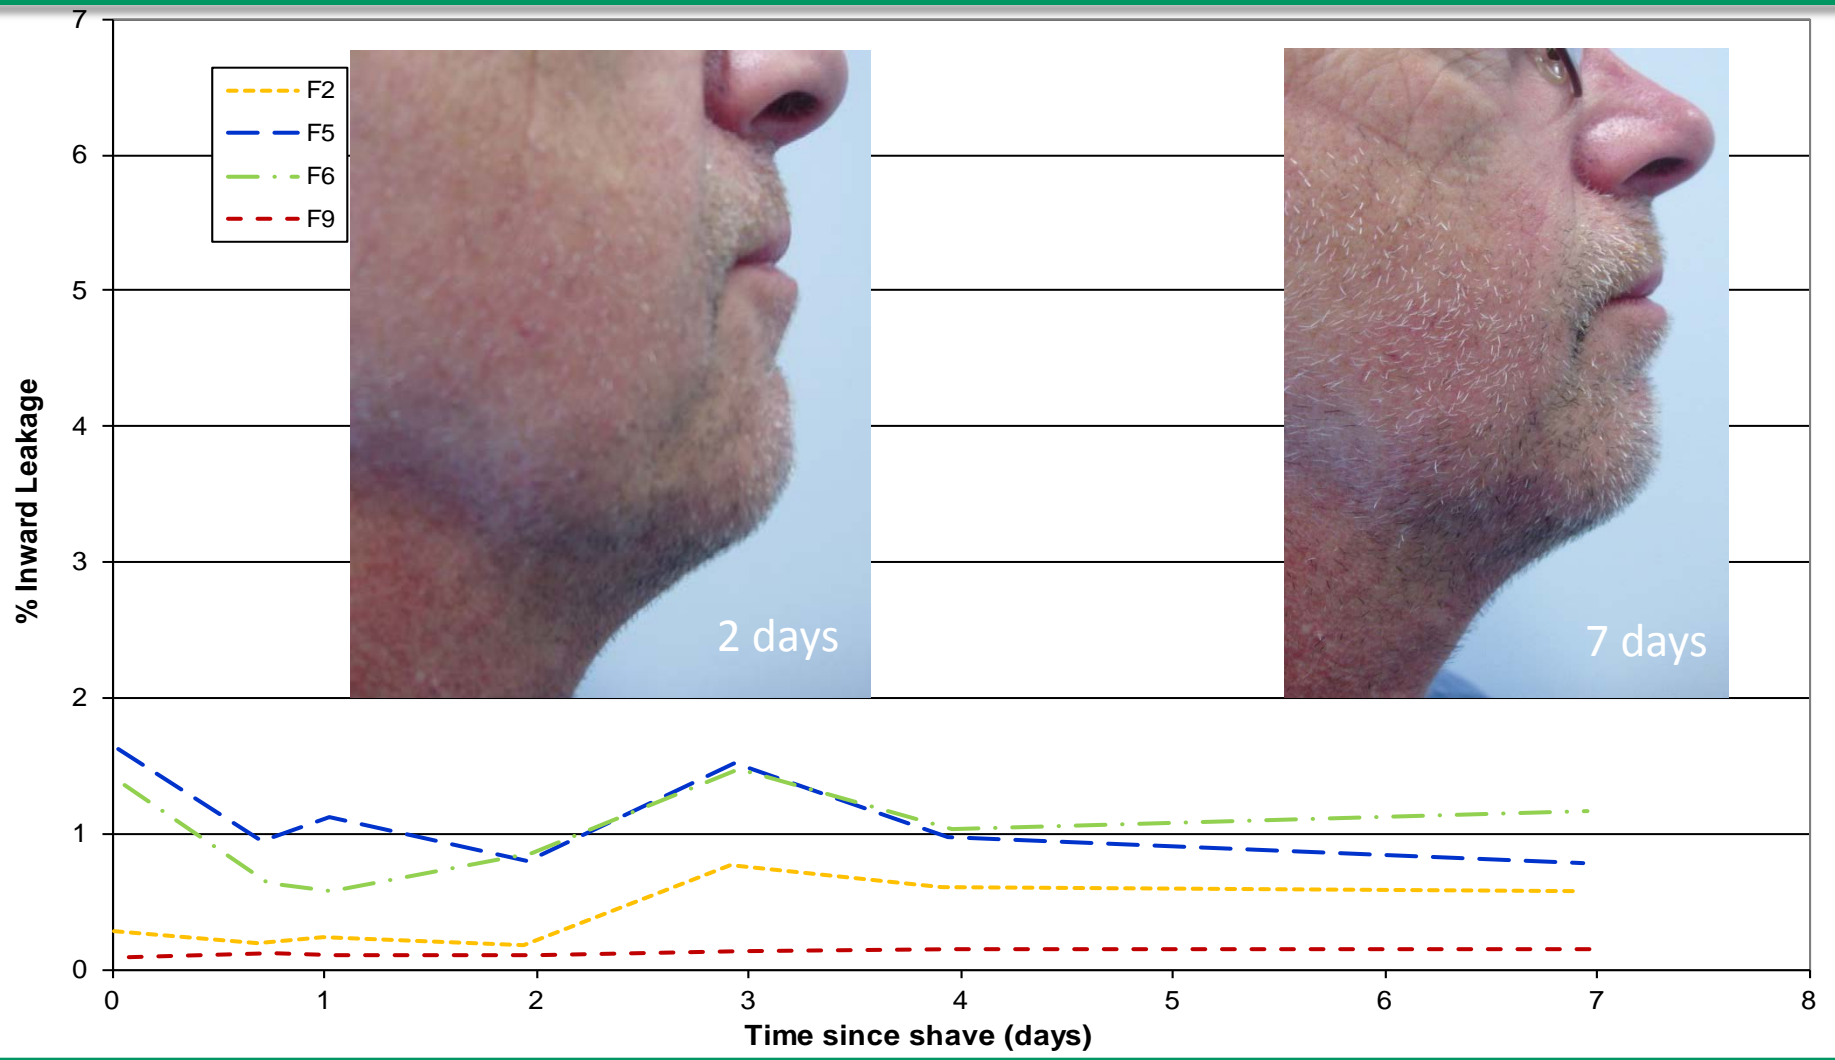 7
6
5
4
3
2
1
0
% Inward Leakage
F2
F5
F6
F9
2 days
7 days
0 1 2 3 4 5 6 7 8
Time since shave (days)